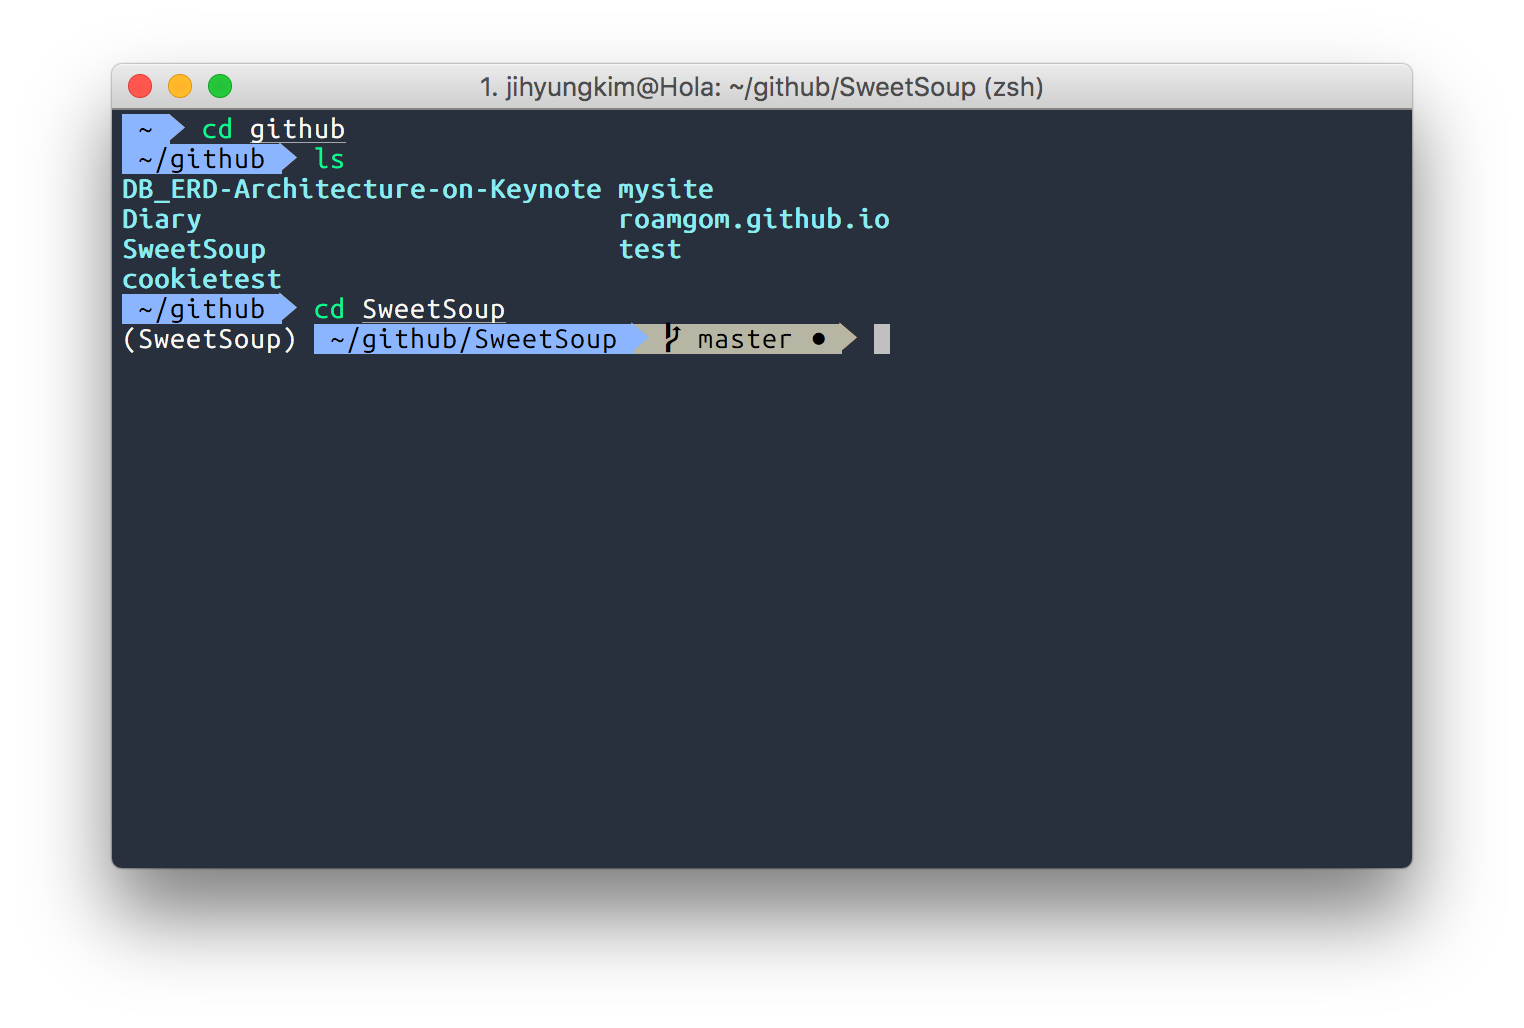 1. jihyungkim@Hola: ~/github/SweetSoup (zsh)
~ cd github
~/github ls
DB_ERD-Architecture-on-Keynote mysite
Diary roamgom.github.io
SweetSoup test
cookietest
~/github cd SweetSoup
(SweetSoup) ~/github/SweetSoup master ●